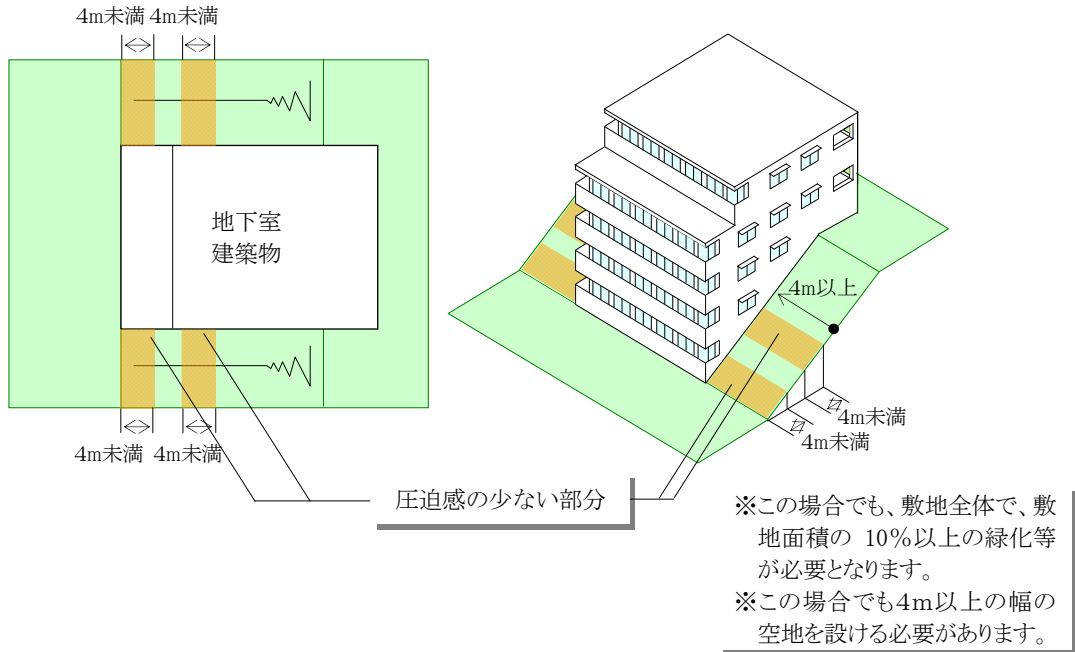 4m未満 4m未満
地下室
建築物
4m以上
4m未満
4m未満
4m未満 4m未満
圧迫感の少ない部分
※この場合でも、敷地全体で、敷
地面積の 10％以上の緑化等
が必要となります。
※この場合でも4m以上の幅の
空地を設ける必要があります。